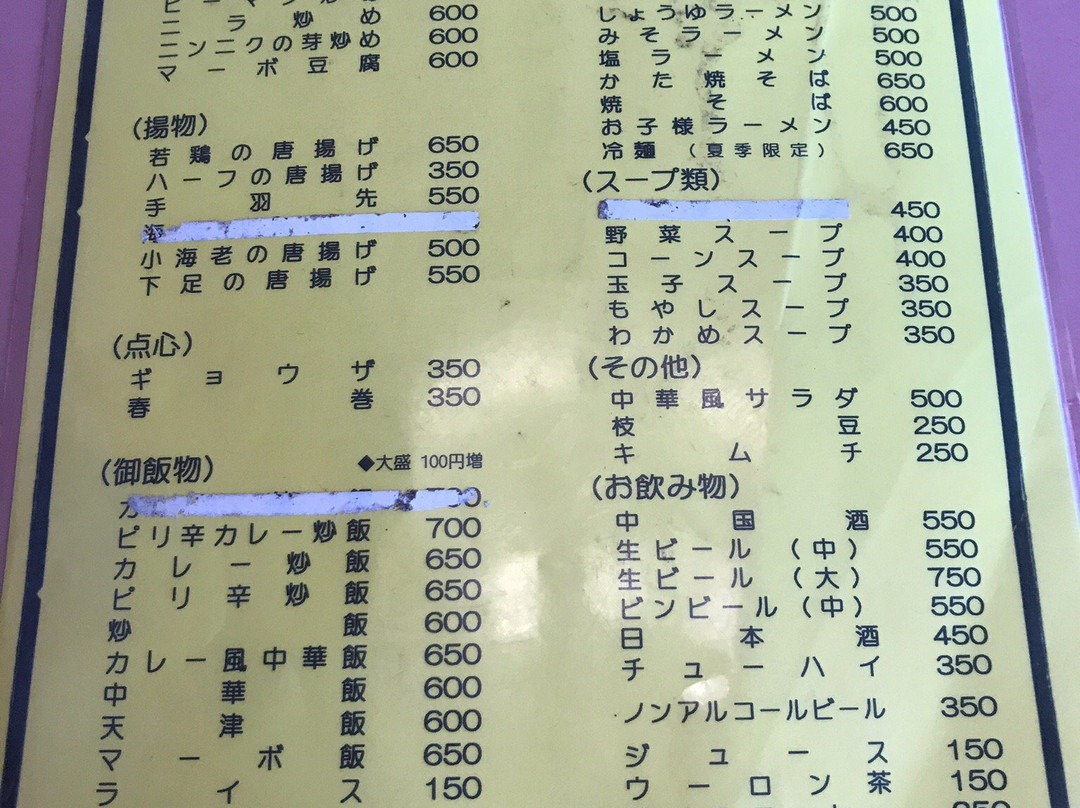 ニラ炒め 600
ニンニクの芽炒め 600
マーボ豆腐 600
（揚物）
若鶏の唐揚げ 650
ハーフの唐揚げ 350
手羽先 550
小海老の唐揚げ 500
下足の唐揚げ 550
（点心）
ギョウザ 350
春巻 350
（御飯物） ◆大盛 100円増
ピリ辛カレー炒飯 700
カレー炒飯 650
ピリ辛炒飯 650
炒飯 600
カレー風中華飯 650
中華飯 600
天津飯 600
マーボ飯 650
ライス 150
しょうゆラーメン 500
みそラーメン 500
塩ラーメン 500
かた焼そば 650
焼そば 600
お子様ラーメン 450
冷麺（夏季限定） 650
（スープ類）
450
野菜スープ 400
コーンスープ 400
玉子スープ 350
もやしスープ 350
わかめスープ 350
（その他）
中華風サラダ 500
枝豆 250
キムチ 250
（お飲み物）
中国酒 550
生ビール（中） 550
生ビール（大） 750
ビンビール（中） 550
日本酒 450
チューハイ 350
ノンアルコールビール 350
ジュース 150
ウーロン茶 150